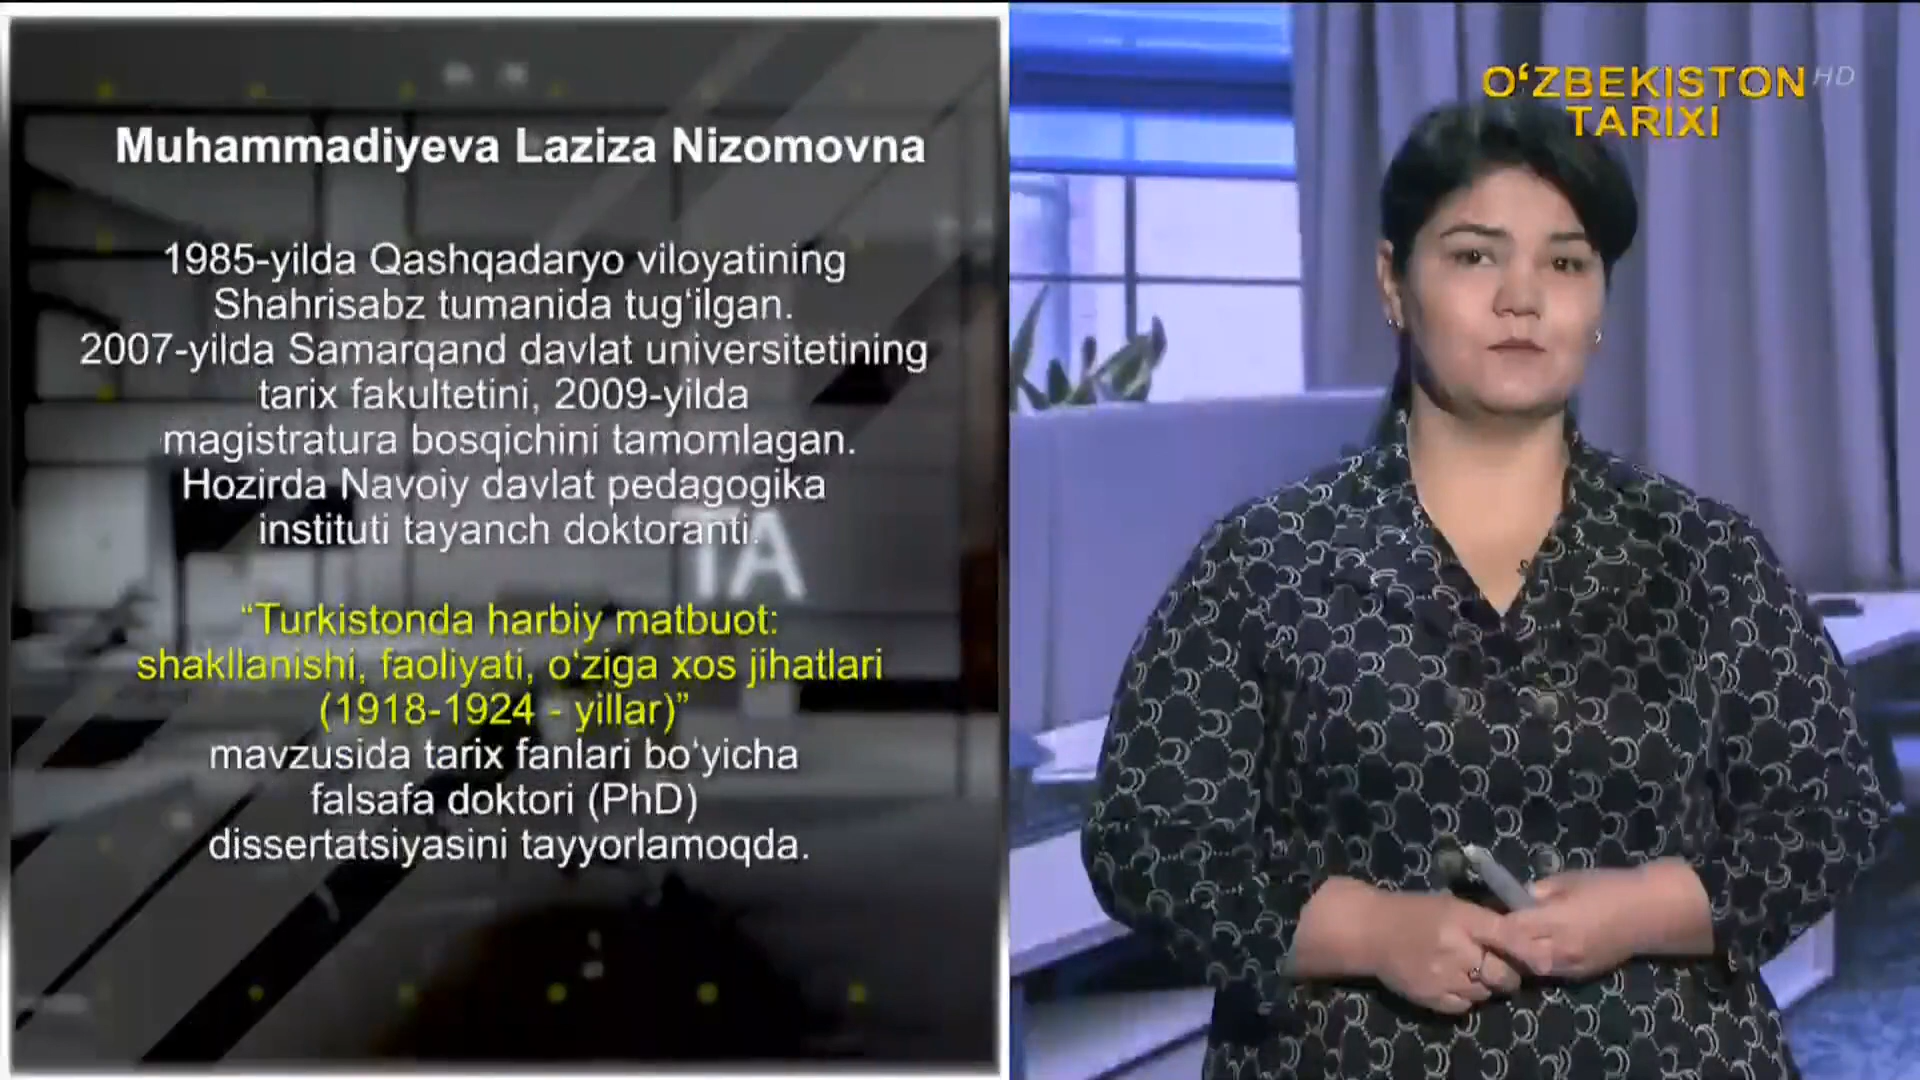 Muhammadiyeva Laziza Nizomovna
1985-yilda Qashqadaryo viloyatining
Shahrisabz tumanida tug‘ilgan.
2007-yilda Samarqand davlat universitetining
tarix fakultetini, 2009-yilda
magistratura bosqichini tamomlagan.
Hozirda Navoiy davlat pedagogika
instituti tayanch doktoranti.
“Turkistonda harbiy matbuot:
shakllanishi, faoliyati, o‘ziga xos jihatlari
(1918-1924 - yillar)”
mavzusida tarix fanlari bo‘yicha
falsafa doktori (PhD)
dissertatsiyasini tayyorlamoqda.
TA
O‘ZBEKISTON HD
TARIXI